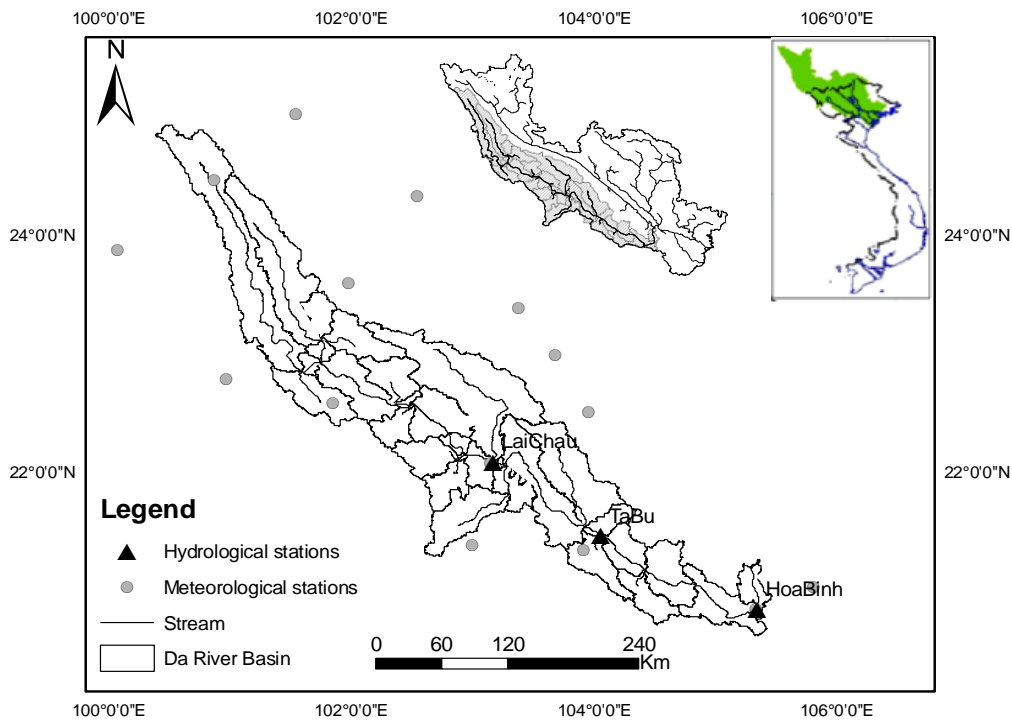 100°0'0"E 102°0'0"E 104°0'0"E 106°0'0"E
N
24°0'0"N 24°0'0"N
LaiChau
22°0'0"N 22°0'0"N
TaBu
HoaBinh
Legend
Hydrological stations
Meteorological stations
Stream
Da River Basin
0 60 120 240
Km
100°0'0"E 102°0'0"E 104°0'0"E 106°0'0"E